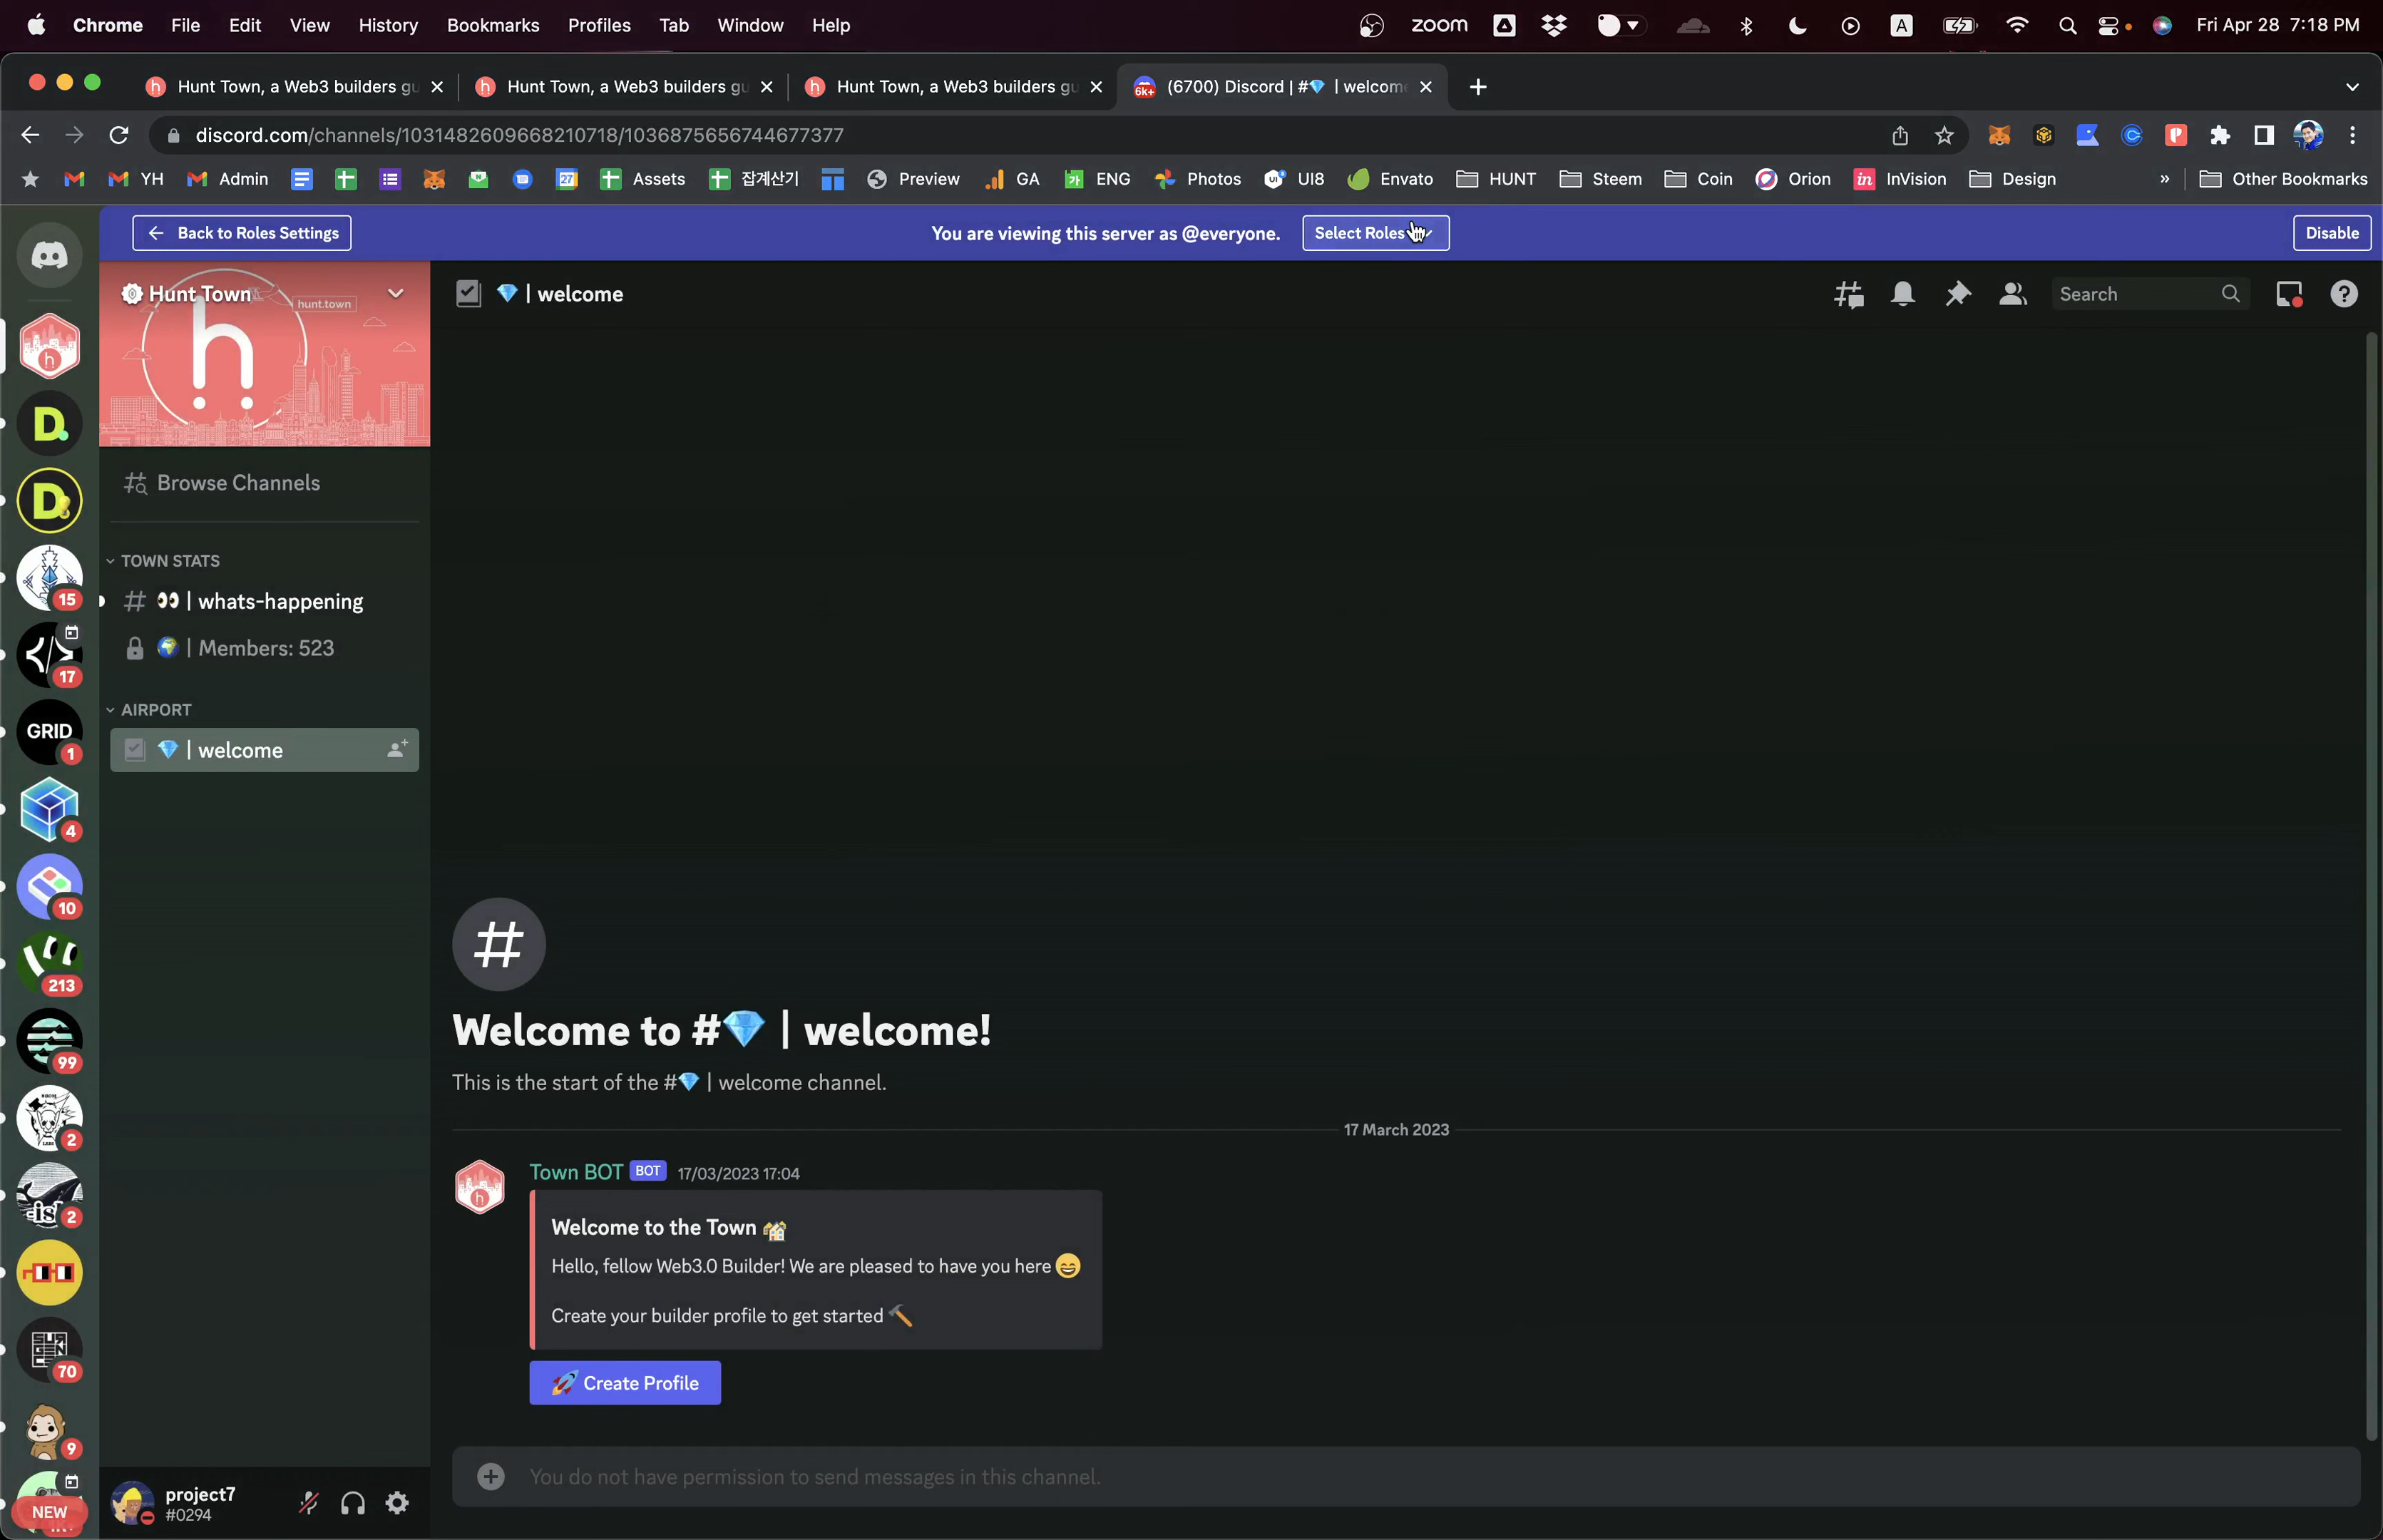 Chrome File Edit View History Bookmarks Profiles Tab Window Help zoom A Fri Apr 28 7:18 PM
Hunt Town, a Web3 builders gu Hunt Town, a Web3 builders gu Hunt Town, a Web3 builders gu 6k+ (6700) Discord | #💎 | welcom
discord.com/channels/1031482609668210718/1036875656744677377
YH Admin 27 Assets 잡계산기 Preview GA 가 ENG Photos UI UI8 Envato HUNT Steem Coin Orion in InVision Design » Other Bookmarks
← Back to Roles Settings You are viewing this server as @everyone. Select Roles Disable
Hunt Town hunt.town
💎 | welcome
Search
Browse Channels
TOWN STATS
# 👀 | whats-happening
🌍 | Members: 523
AIRPORT
💎 | welcome
15
17
GRID
1
4
10
213
99
2
2
70
9
NEW
#
Welcome to #💎 | welcome!
This is the start of the #💎 | welcome channel.
17 March 2023
Town BOT BOT 17/03/2023 17:04
Welcome to the Town 🏘️
Hello, fellow Web3.0 Builder! We are pleased to have you here 😄
Create your builder profile to get started 🔨
🚀 Create Profile
You do not have permission to send messages in this channel.
project7
#0294